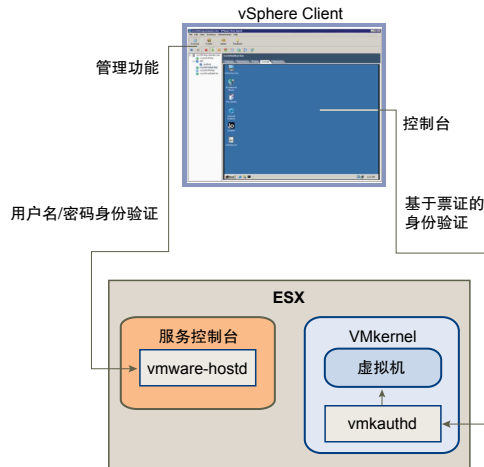 vSphere Client
管理功能
控制台
用户名/密码身份验证
基于票证的
身份验证
ESX
服务控制台
vmware-hostd
VMkernel
虚拟机
vmkauthd